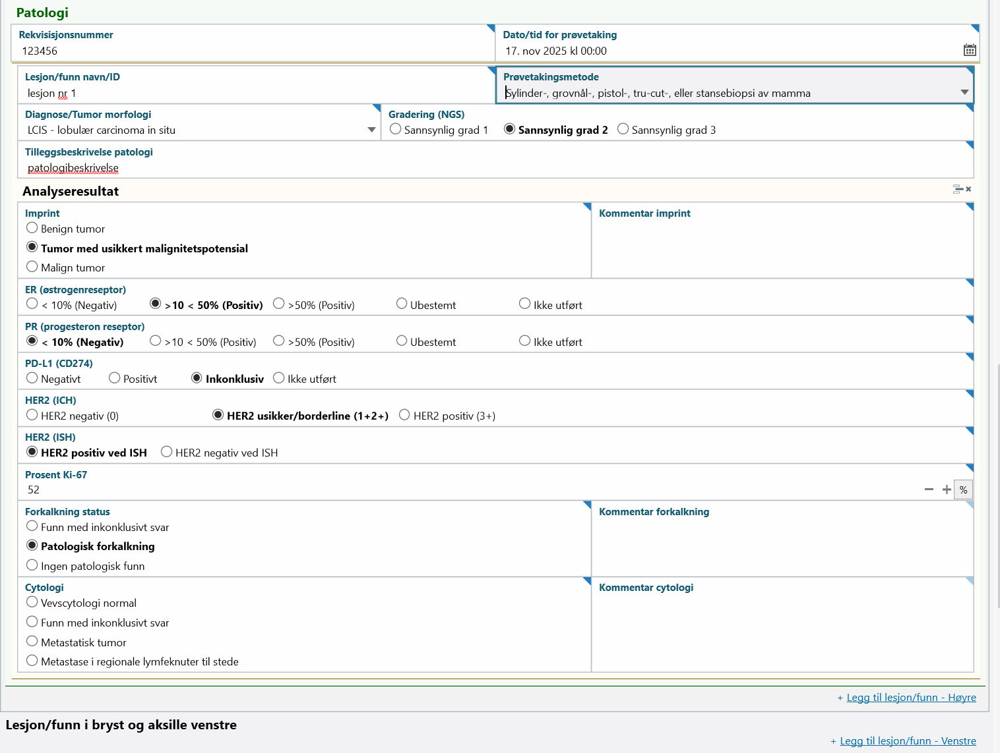 Patologi
Rekvisisjonsnummer
123456
Dato/tid for prøvetaking
17. nov 2025 kl 00:00
Lesjon/funn navn/ID
lesjon nr 1
Prøvetakingsmetode
Sylinder-, grovnål-, pistol-, tru-cut-, eller stansebiopsi av mamma
Diagnose/Tumor morfologi
LCIS - lobulær carcinoma in situ
Gradering (NGS)
Sannsynlig grad 1 Sannsynlig grad 2 Sannsynlig grad 3
Tilleggsbeskrivelse patologi
patologibeskrivelse
Analyseresultat
Imprint
Benign tumor
Tumor med usikkert malignitetspotensial
Malign tumor
Kommentar imprint
ER (østrogenreseptor)
< 10% (Negativ) >10 < 50% (Positiv) >50% (Positiv) Ubestemt Ikke utført
PR (progesteron reseptor)
< 10% (Negativ) >10 < 50% (Positiv) >50% (Positiv) Ubestemt Ikke utført
PD-L1 (CD274)
Negativt Positivt Inkonklusiv Ikke utført
HER2 (ICH)
HER2 negativ (0) HER2 usikker/borderline (1+2+) HER2 positiv (3+)
HER2 (ISH)
HER2 positiv ved ISH HER2 negativ ved ISH
Prosent Ki-67
52 − + %
Forkalkning status
Funn med inkonklusivt svar
Patologisk forkalkning
Ingen patologisk funn
Kommentar forkalkning
Cytologi
Vevscytologi normal
Funn med inkonklusivt svar
Metastatisk tumor
Metastase i regionale lymfeknuter til stede
Kommentar cytologi
+ Legg til lesjon/funn - Høyre
Lesjon/funn i bryst og aksille venstre
+ Legg til lesjon/funn - Venstre